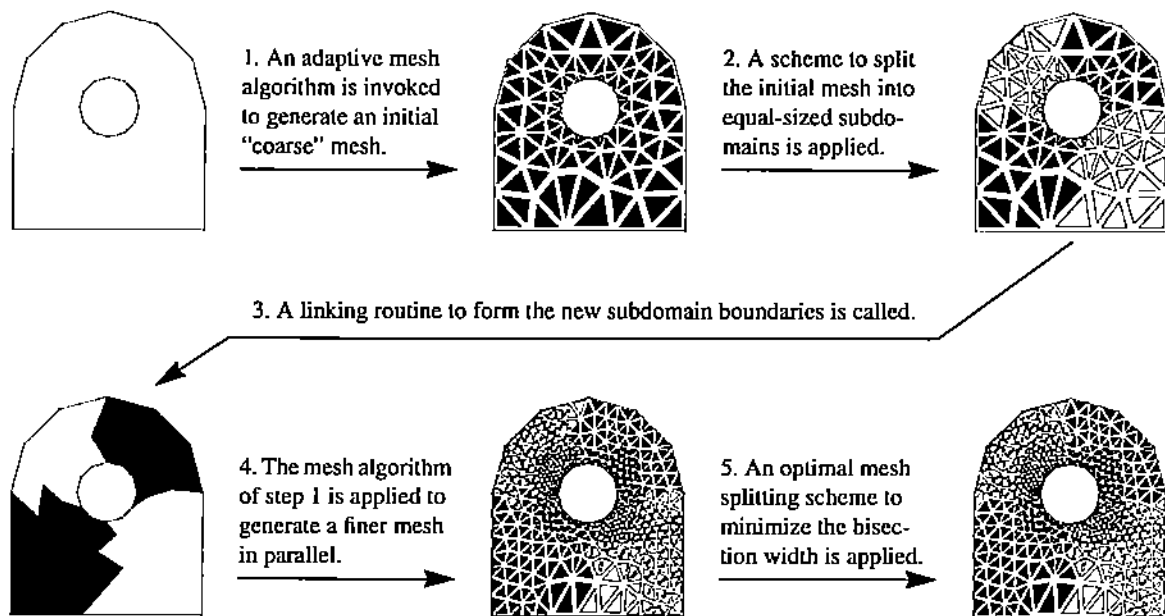 1. An adaptive mesh
algorithm is invoked
to generate an initial
“coarse” mesh.
2. A scheme to split
the initial mesh into
equal-sized subdo-
mains is applied.
3. A linking routine to form the new subdomain boundaries is called.
4. The mesh algorithm
of step 1 is applied to
generate a finer mesh
in parallel.
5. An optimal mesh
splitting scheme to
minimize the bisec-
tion width is applied.